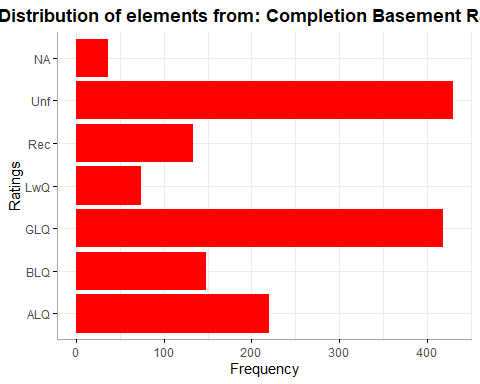 Distribution of elements from: Completion Basement R
Ratings
NA
Unf
Rec
LwQ
GLQ
BLQ
ALQ
0 100 200 300 400
Frequency